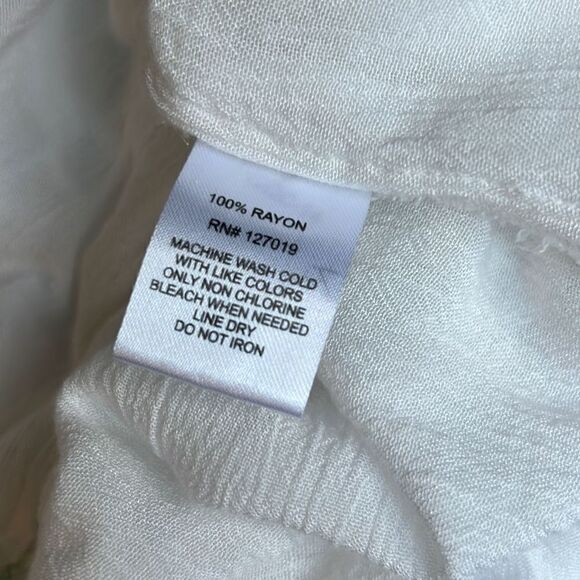 100% RAYON
RN# 127019
MACHINE WASH COLD
WITH LIKE COLORS
ONLY NON CHLORINE
BLEACH WHEN NEEDED
LINE DRY
DO NOT IRON